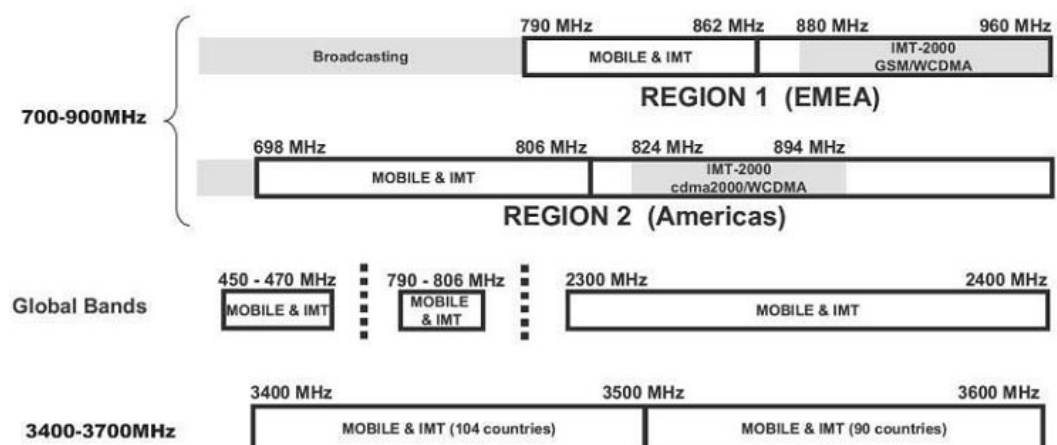 790 MHz 862 MHz 880 MHz 960 MHz
Broadcasting MOBILE & IMT IMT-2000
GSM/WCDMA
REGION 1 (EMEA)
700-900MHz
698 MHz 806 MHz 824 MHz 894 MHz
MOBILE & IMT IMT-2000
cdma2000/WCDMA
REGION 2 (Americas)
450 - 470 MHz 790 - 806 MHz 2300 MHz 2400 MHz
Global Bands MOBILE & IMT MOBILE
& IMT MOBILE & IMT
3400 MHz 3500 MHz 3600 MHz
3400-3700MHz MOBILE & IMT (104 countries) MOBILE & IMT (90 countries)